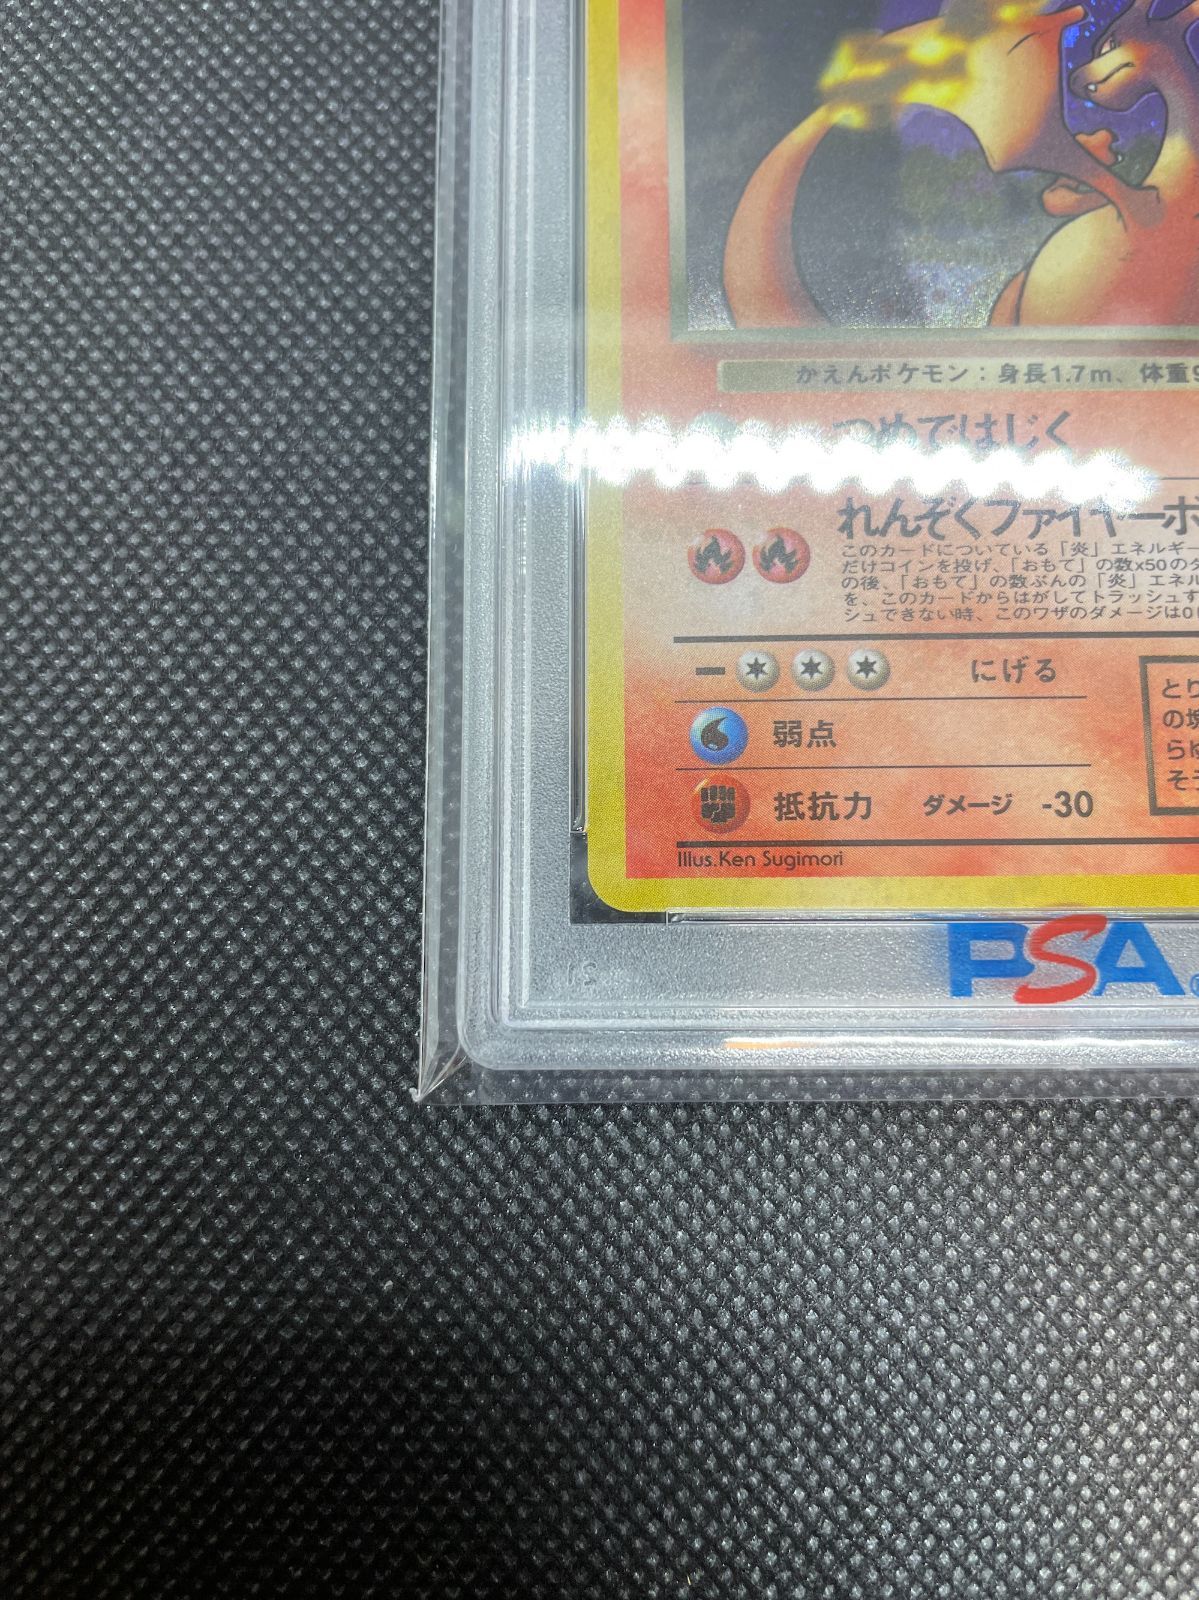 かえんポケモン：身長1.7m、体重9
つめではじく
れんぞくファイヤーホ
このカードについている「炎」エネルギー
だけコインを投げ、「おもて」の数x50のダ
の後、「おもて」の数ぶんの「炎」エネル
を、このカードからはがしてトラッシュす
シュできない時、このワザのダメージは0
にげる
弱点
抵抗力 ダメージ -30
とり
の塊
らゆ
そう
Illus.Ken Sugimori
PSA